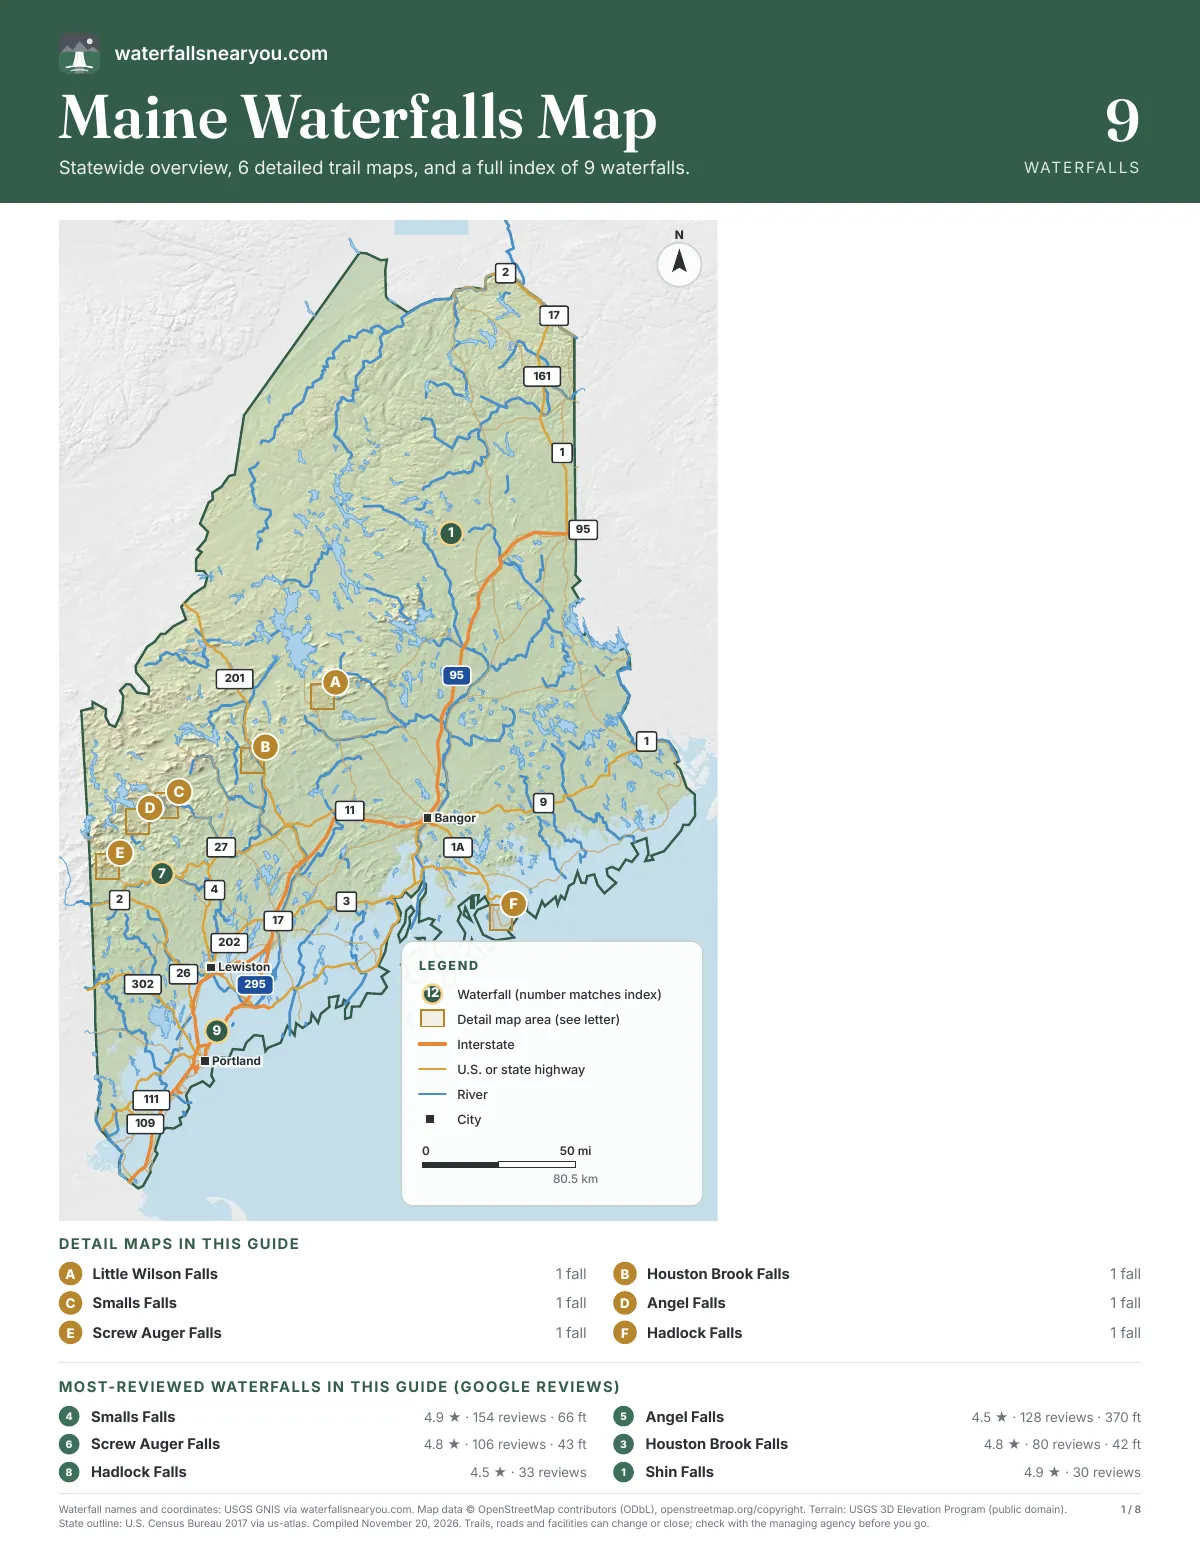 waterfallsnearyou.com
Maine Waterfalls Map
9
Statewide overview, 6 detailed trail maps, and a full index of 9 waterfalls.
WATERFALLS
N
2
17
161
1
95
1
95
201
A
B
1
C
D
11
9
Bangor
27
1A
E
7
4
2
3
F
17
202
Lewiston
26
302
295
9
Portland
111
109
LEGEND
12 Waterfall (number matches index)
Detail map area (see letter)
Interstate
U.S. or state highway
River
City
0 50 mi
80.5 km
DETAIL MAPS IN THIS GUIDE
A Little Wilson Falls 1 fall
B Houston Brook Falls 1 fall
C Smalls Falls 1 fall
D Angel Falls 1 fall
E Screw Auger Falls 1 fall
F Hadlock Falls 1 fall
MOST-REVIEWED WATERFALLS IN THIS GUIDE (GOOGLE REVIEWS)
4 Smalls Falls 4.9 ★ · 154 reviews · 66 ft
5 Angel Falls 4.5 ★ · 128 reviews · 370 ft
6 Screw Auger Falls 4.8 ★ · 106 reviews · 43 ft
3 Houston Brook Falls 4.8 ★ · 80 reviews · 42 ft
8 Hadlock Falls 4.5 ★ · 33 reviews
1 Shin Falls 4.9 ★ · 30 reviews
Waterfall names and coordinates: USGS GNIS via waterfallsnearyou.com. Map data © OpenStreetMap contributors (ODbL), openstreetmap.org/copyright. Terrain: USGS 3D Elevation Program (public domain).
1 / 8
State outline: U.S. Census Bureau 2017 via us-atlas. Compiled November 20, 2026. Trails, roads and facilities can change or close; check with the managing agency before you go.